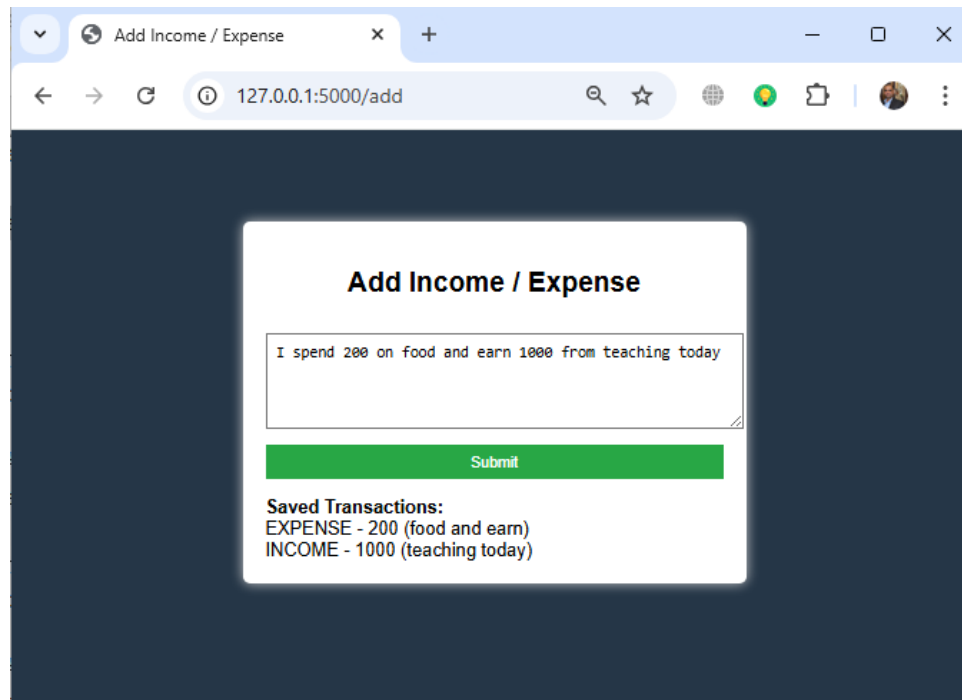 Add Income / Expense
127.0.0.1:5000/add
Add Income / Expense
I spend 200 on food and earn 1000 from teaching today
Submit
Saved Transactions:
EXPENSE - 200 (food and earn)
INCOME - 1000 (teaching today)